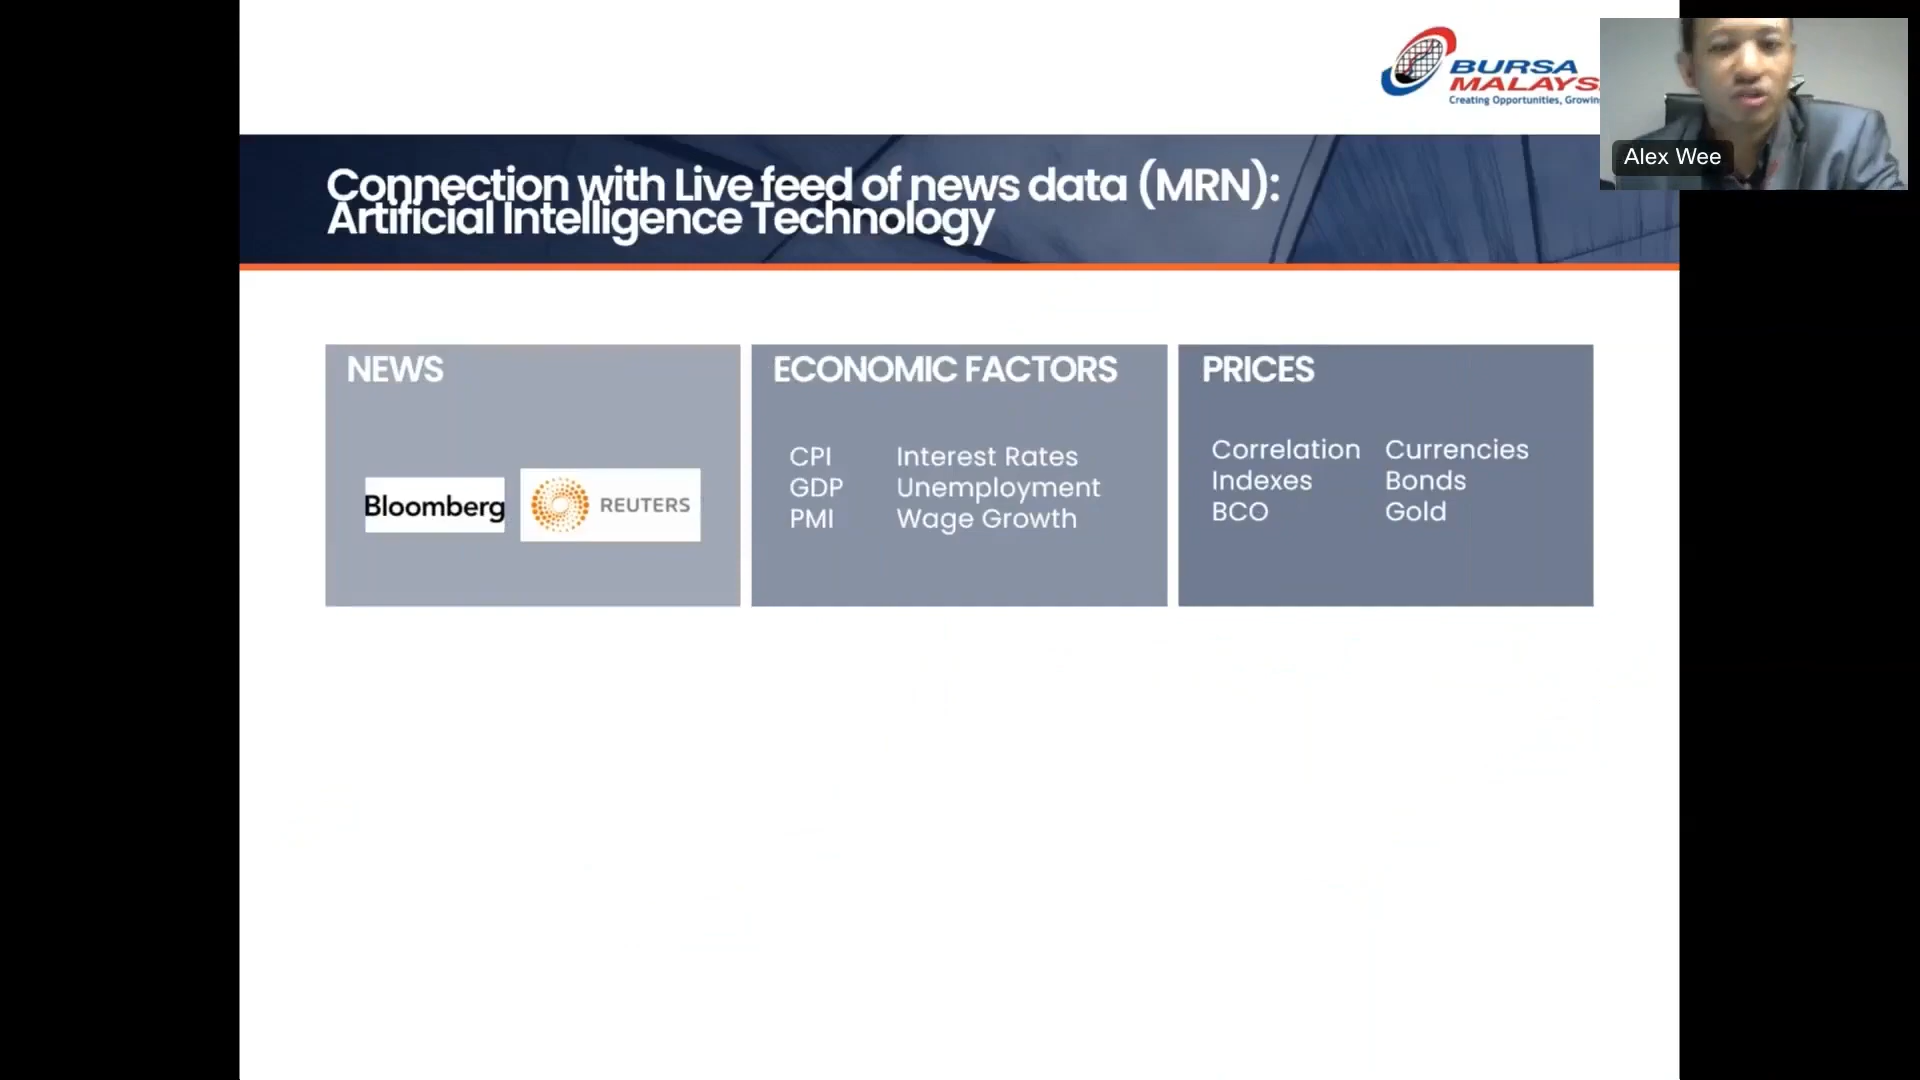 BURSA
MALAYS
Creating Opportunities, Growin
Alex Wee
Connection with Live feed of news data (MRN):
Artificial Intelligence Technology
NEWS
Bloomberg
REUTERS
ECONOMIC FACTORS
CPI Interest Rates
GDP Unemployment
PMI Wage Growth
PRICES
Correlation Currencies
Indexes Bonds
BCO Gold